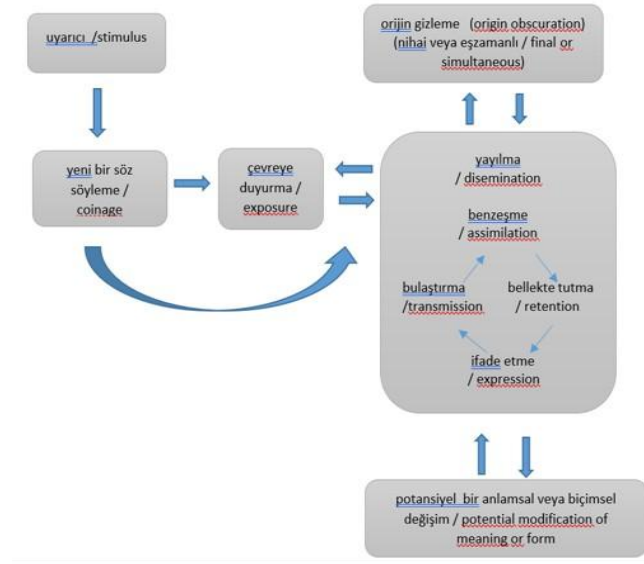 uyarıcı /stimulus
orijin gizleme (origin obscuration)
(nihai veya eşzamanlı / final or
simultaneous)
yeni bir söz
söyleme /
coinage
çevreye
duyurma /
exposure
yayılma
/ disemination
benzeşme
/ assimilation
bulaştırma
/transmission
bellekte tutma
/ retention
ifade etme
/ expression
potansiyel bir anlamsal veya biçimsel
değişim / potential modification of
meaning or form